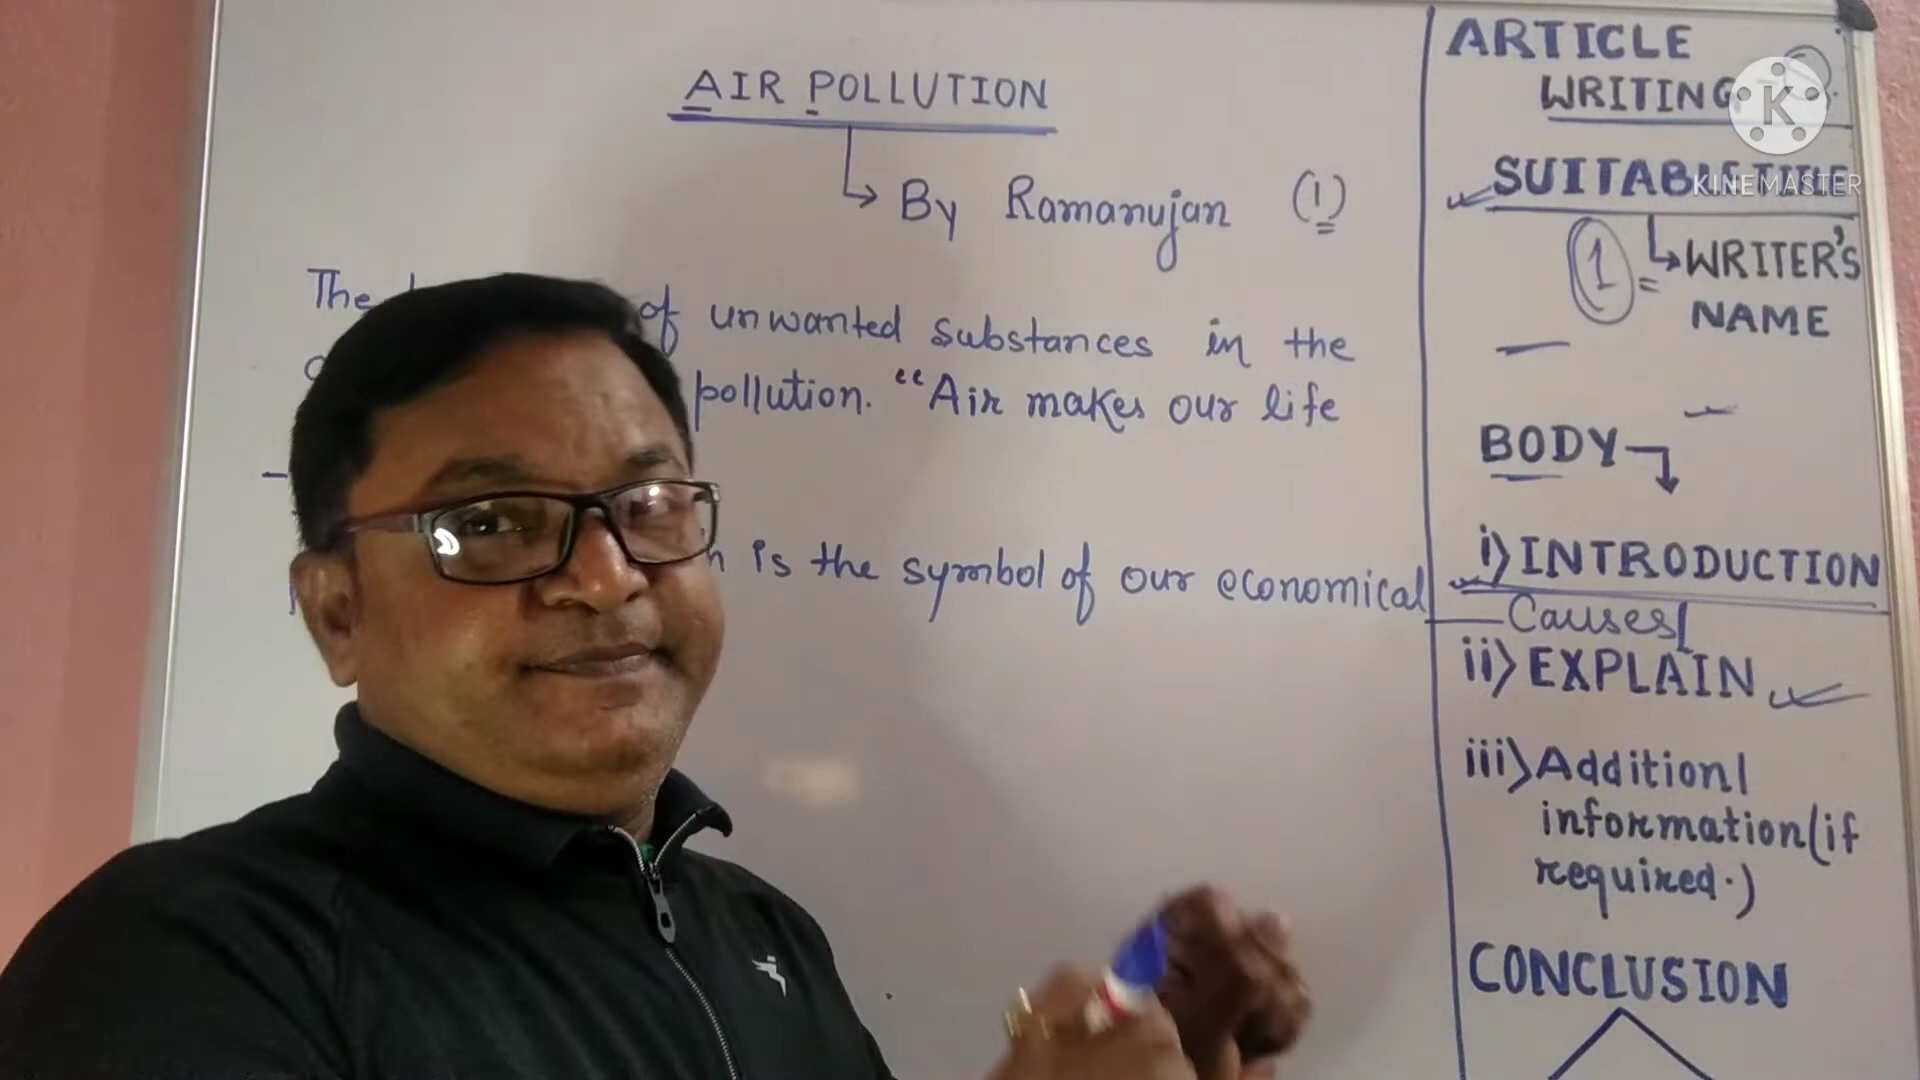 AIR POLLUTION
By Ramanujan (1)
The of unwanted substances in the
pollution. “Air makes our life
is the symbol of our economical
ARTICLE
WRITING
SUITABLE TITLE
1 WRITER'S
NAME
BODY
i) INTRODUCTION
Causes
ii) EXPLAIN
iii) Additionl
information (if
required.)
CONCLUSION
K
KINEMASTER